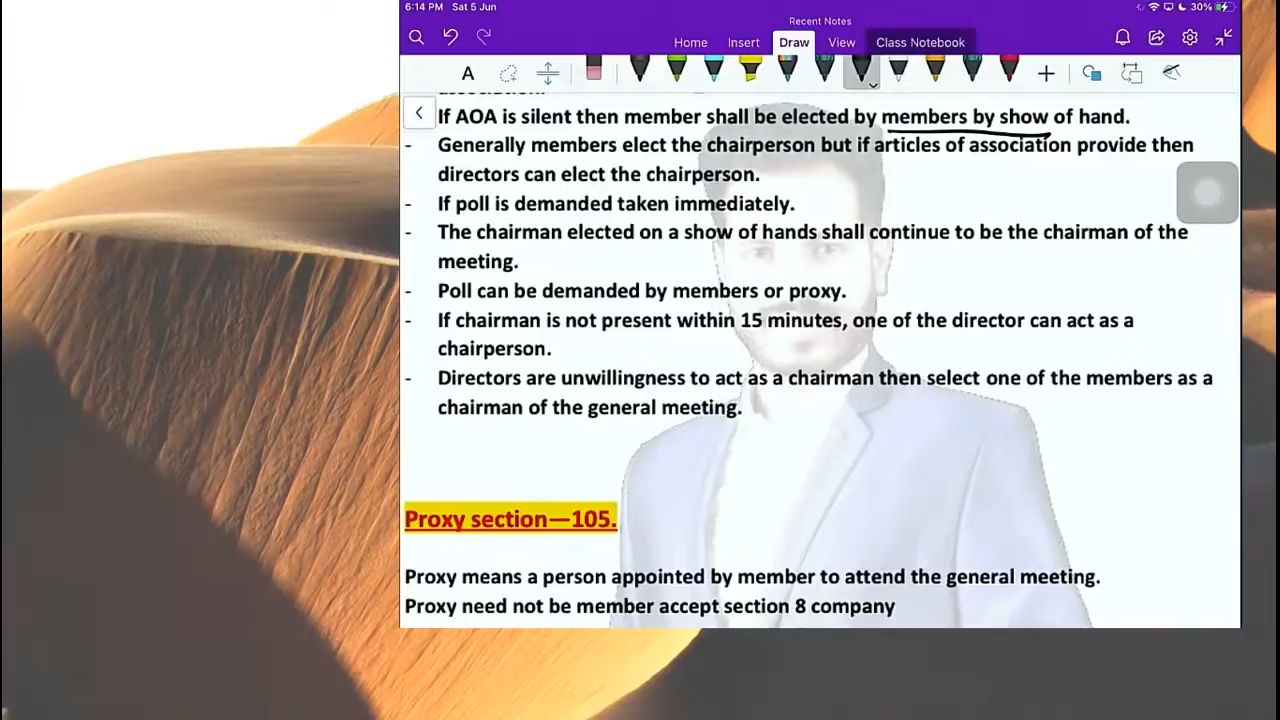 6:14 PM Sat 5 Jun
30%
Recent Notes
Home Insert Draw View Class Notebook
A
If AOA is silent then member shall be elected by members by show of hand.
- Generally members elect the chairperson but if articles of association provide then
directors can elect the chairperson.
- If poll is demanded taken immediately.
- The chairman elected on a show of hands shall continue to be the chairman of the
meeting.
- Poll can be demanded by members or proxy.
- If chairman is not present within 15 minutes, one of the director can act as a
chairperson.
- Directors are unwillingness to act as a chairman then select one of the members as a
chairman of the general meeting.
Proxy section—105.
Proxy means a person appointed by member to attend the general meeting.
Proxy need not be member accept section 8 company